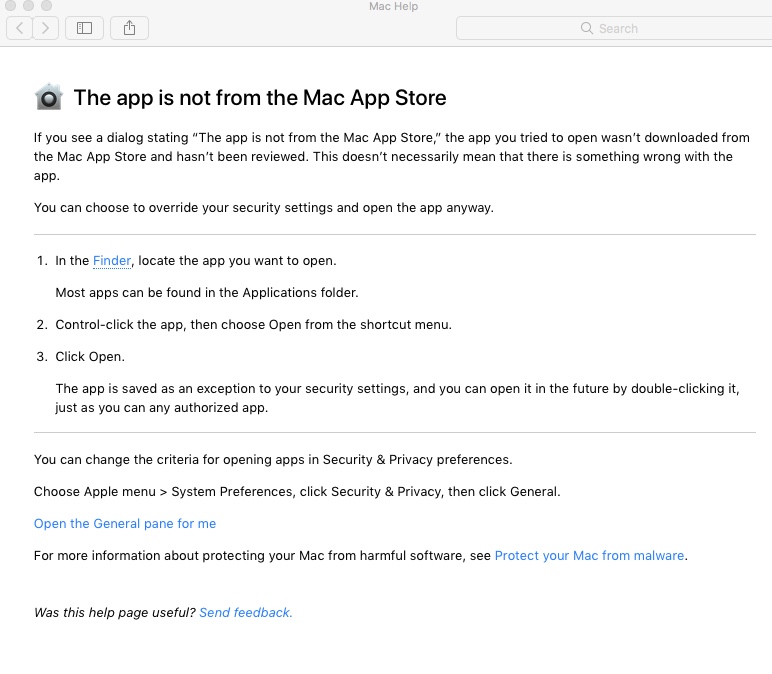 Mac Help
Search
The app is not from the Mac App Store
If you see a dialog stating “The app is not from the Mac App Store,” the app you tried to open wasn’t downloaded from
the Mac App Store and hasn’t been reviewed. This doesn’t necessarily mean that there is something wrong with the
app.
You can choose to override your security settings and open the app anyway.
1. In the Finder, locate the app you want to open.
Most apps can be found in the Applications folder.
2. Control-click the app, then choose Open from the shortcut menu.
3. Click Open.
The app is saved as an exception to your security settings, and you can open it in the future by double-clicking it,
just as you can any authorized app.
You can change the criteria for opening apps in Security & Privacy preferences.
Choose Apple menu > System Preferences, click Security & Privacy, then click General.
Open the General pane for me
For more information about protecting your Mac from harmful software, see Protect your Mac from malware.
Was this help page useful? Send feedback.